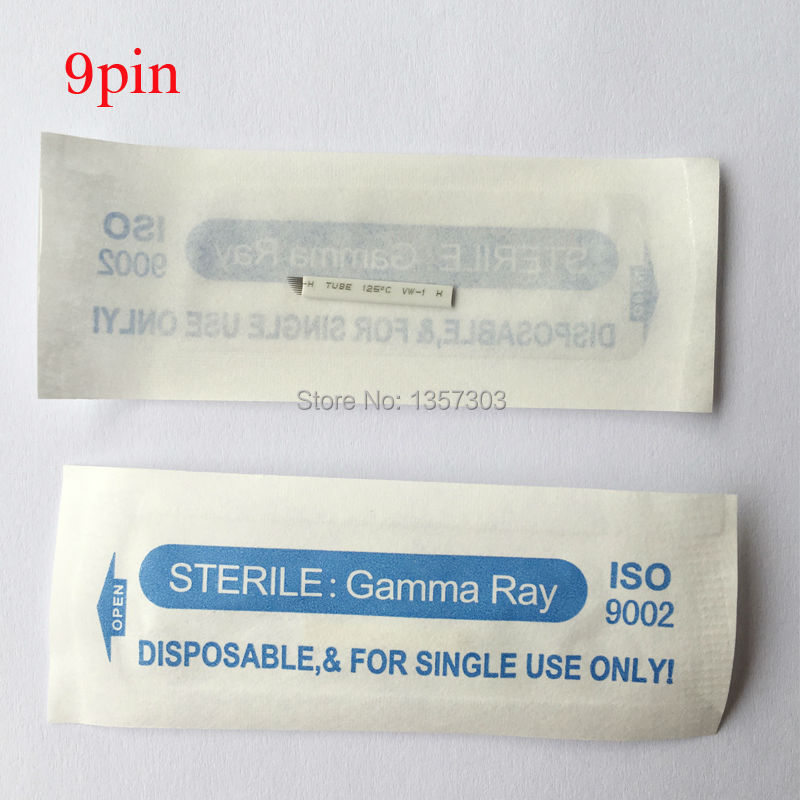 9pin
ISO
9002
STERILE: Gamma Ray
-H TUBE 125°C VW-1 H
DISPOSABLE,& FOR SINGLE USE ONLY!
Store No: 1357303
OPEN
STERILE: Gamma Ray
ISO
9002
DISPOSABLE,& FOR SINGLE USE ONLY!